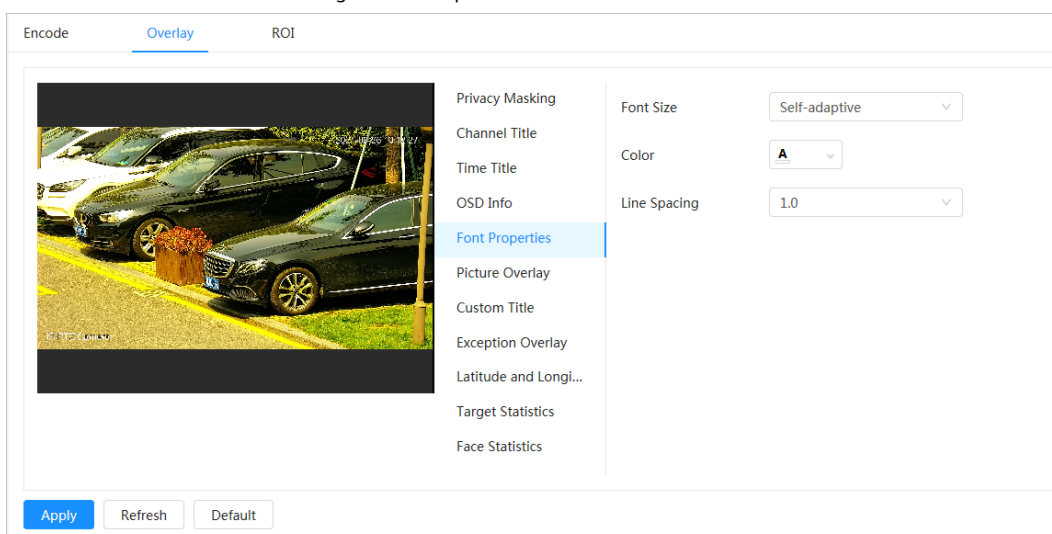 Encode Overlay ROI
Privacy Masking
Channel Title
Time Title
OSD Info
Font Properties
Picture Overlay
Custom Title
Exception Overlay
Latitude and Longi...
Target Statistics
Face Statistics
Font Size Self-adaptive
Color A
Line Spacing 1.0
Apply Refresh Default